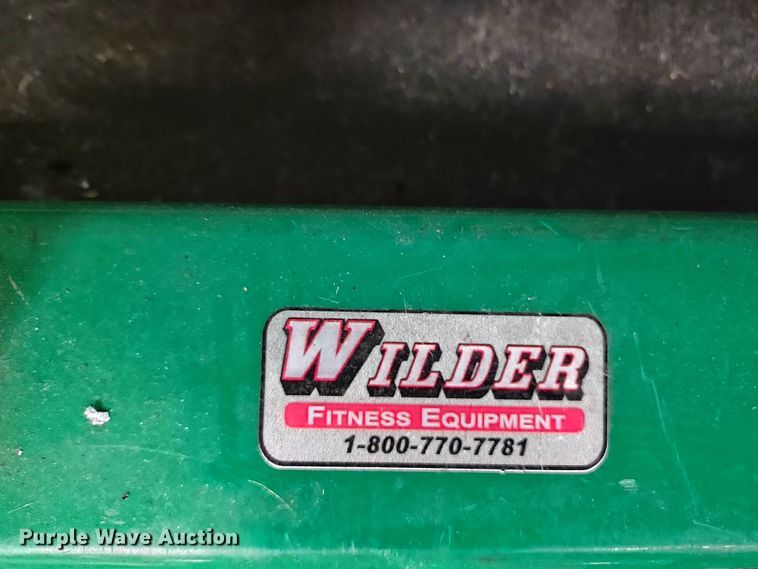 WILDER
FITNESS EQUIPMENT
1-800-770-7781
Purple Wave Auction